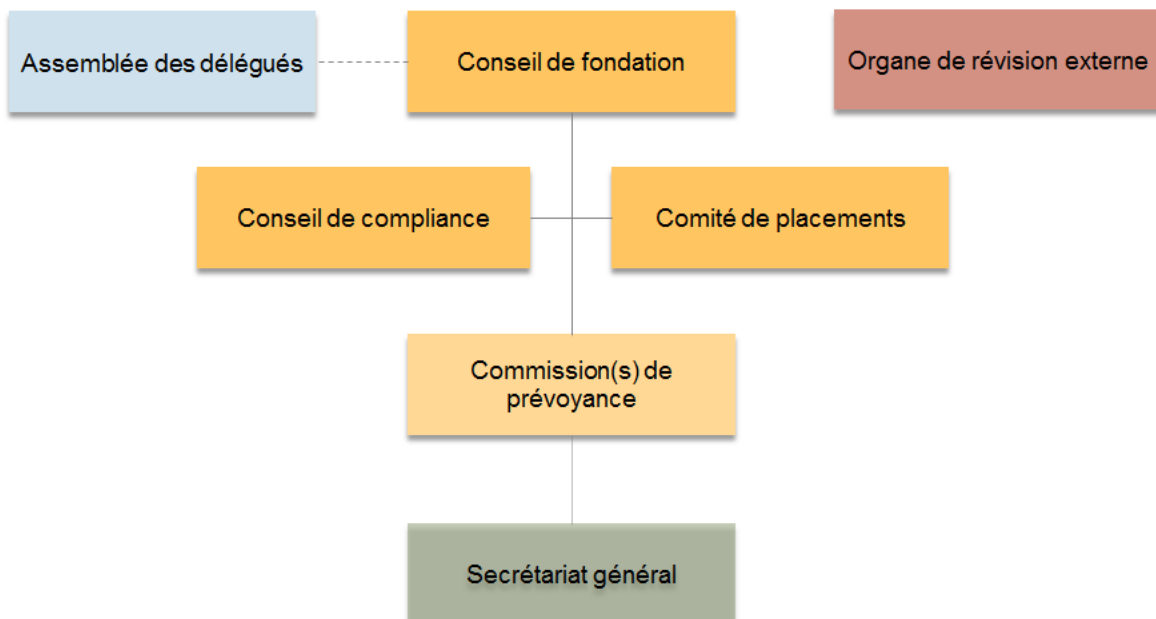 Assemblée des délégués
Conseil de fondation
Organe de révision externe
Conseil de compliance
Comité de placements
Commission(s) de
prévoyance
Secrétariat général